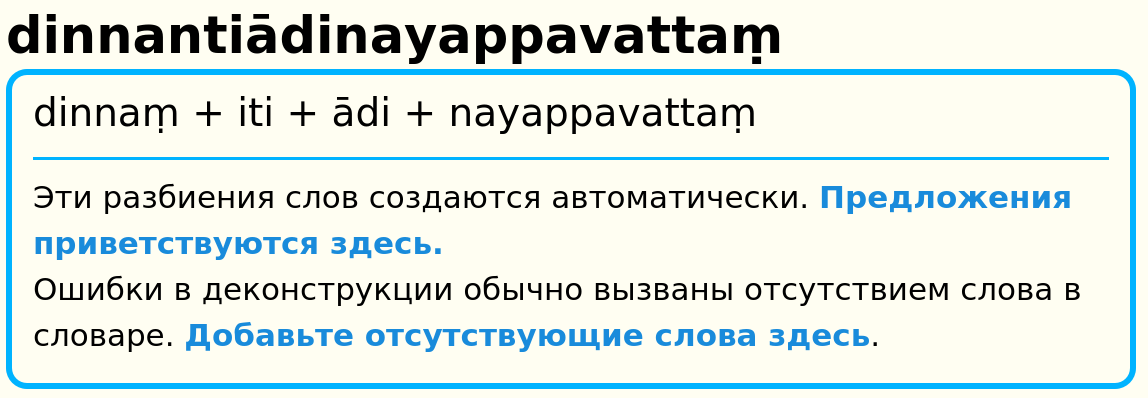 dinnantiādinayappavattaṃ
dinnaṃ + iti + ādi + nayappavattaṃ
Эти разбиения слов создаются автоматически. Предложения
приветствуются здесь.
Ошибки в деконструкции обычно вызваны отсутствием слова в
словаре. Добавьте отсутствующие слова здесь.